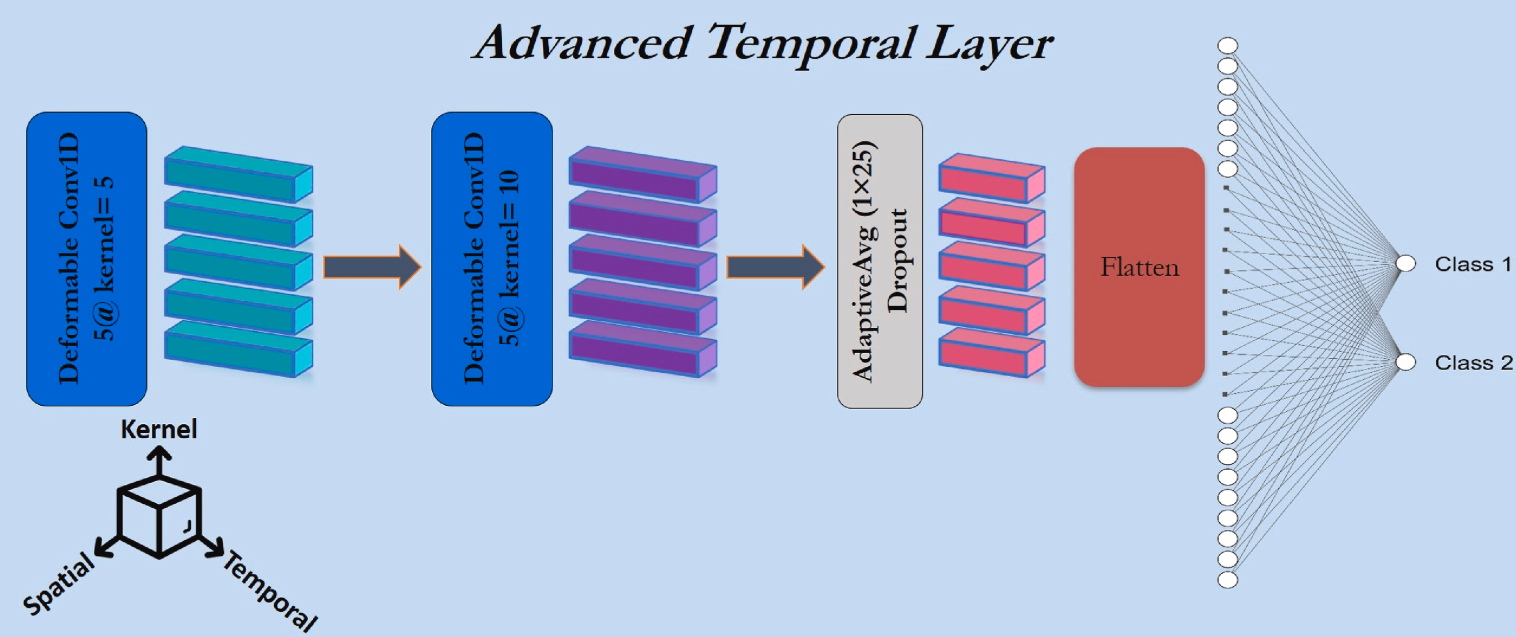 Advanced Temporal Layer
Deformable Conv1D
5@ kernel= 5
Deformable Conv1D
5@ kernel= 10
AdaptiveAvg (1×25)
Dropout
Flatten
Class 1
Class 2
Kernel
Spatial
Temporal